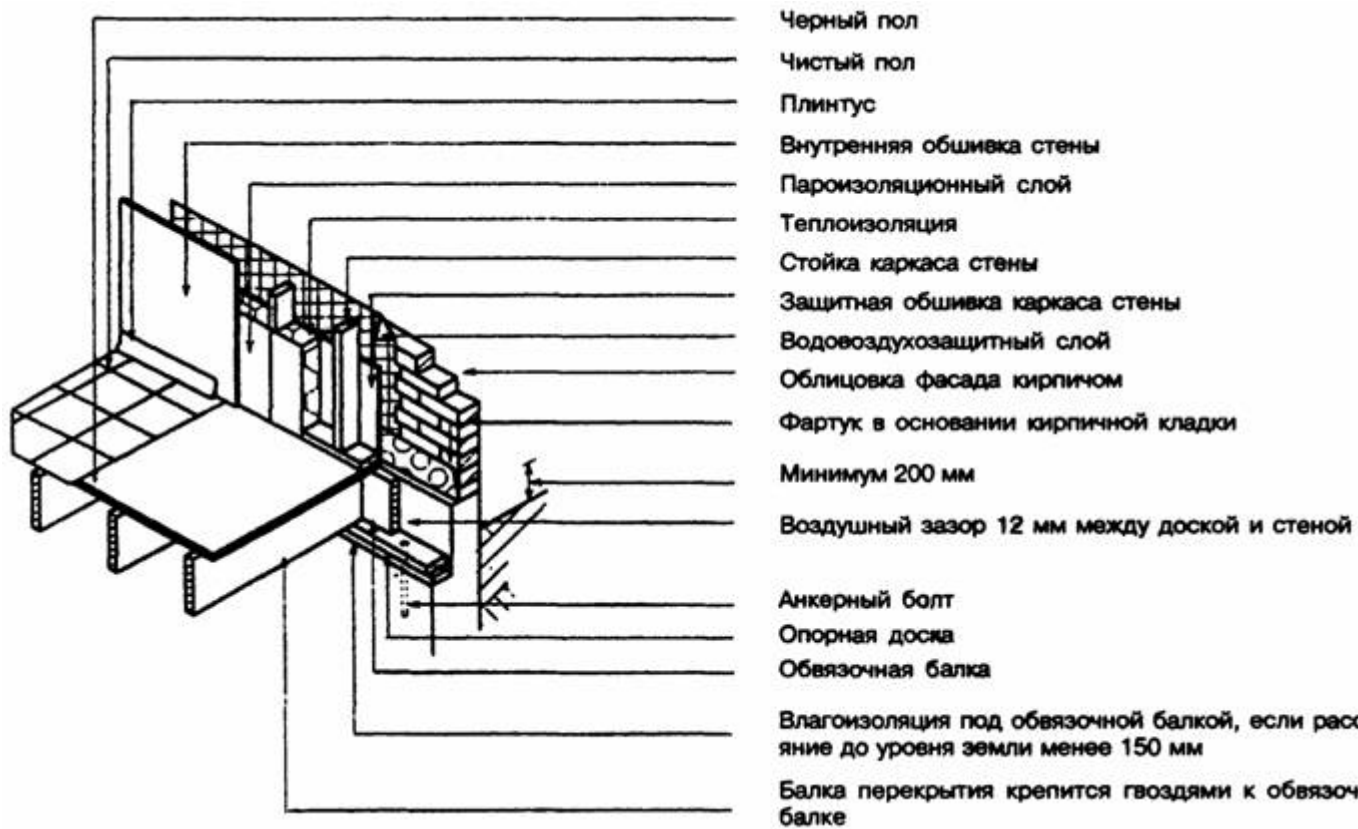 Черный пол
Чистый пол
Плинтус
Внутренняя обшивка стены
Пароизоляционный слой
Теплоизоляция
Стойка каркаса стены
Защитная обшивка каркаса стены
Водовоздухозащитный слой
Облицовка фасада кирпичом
Фартук в основании кирпичной кладки
Минимум 200 мм
Воздушный зазор 12 мм между доской и стеной
Анкерный болт
Опорная доска
Обвязочная балка
Влагоизоляция под обвязочной балкой, если расс
яние до уровня земли менее 150 мм
Балка перекрытия крепится гвоздями к обвязоч
балке